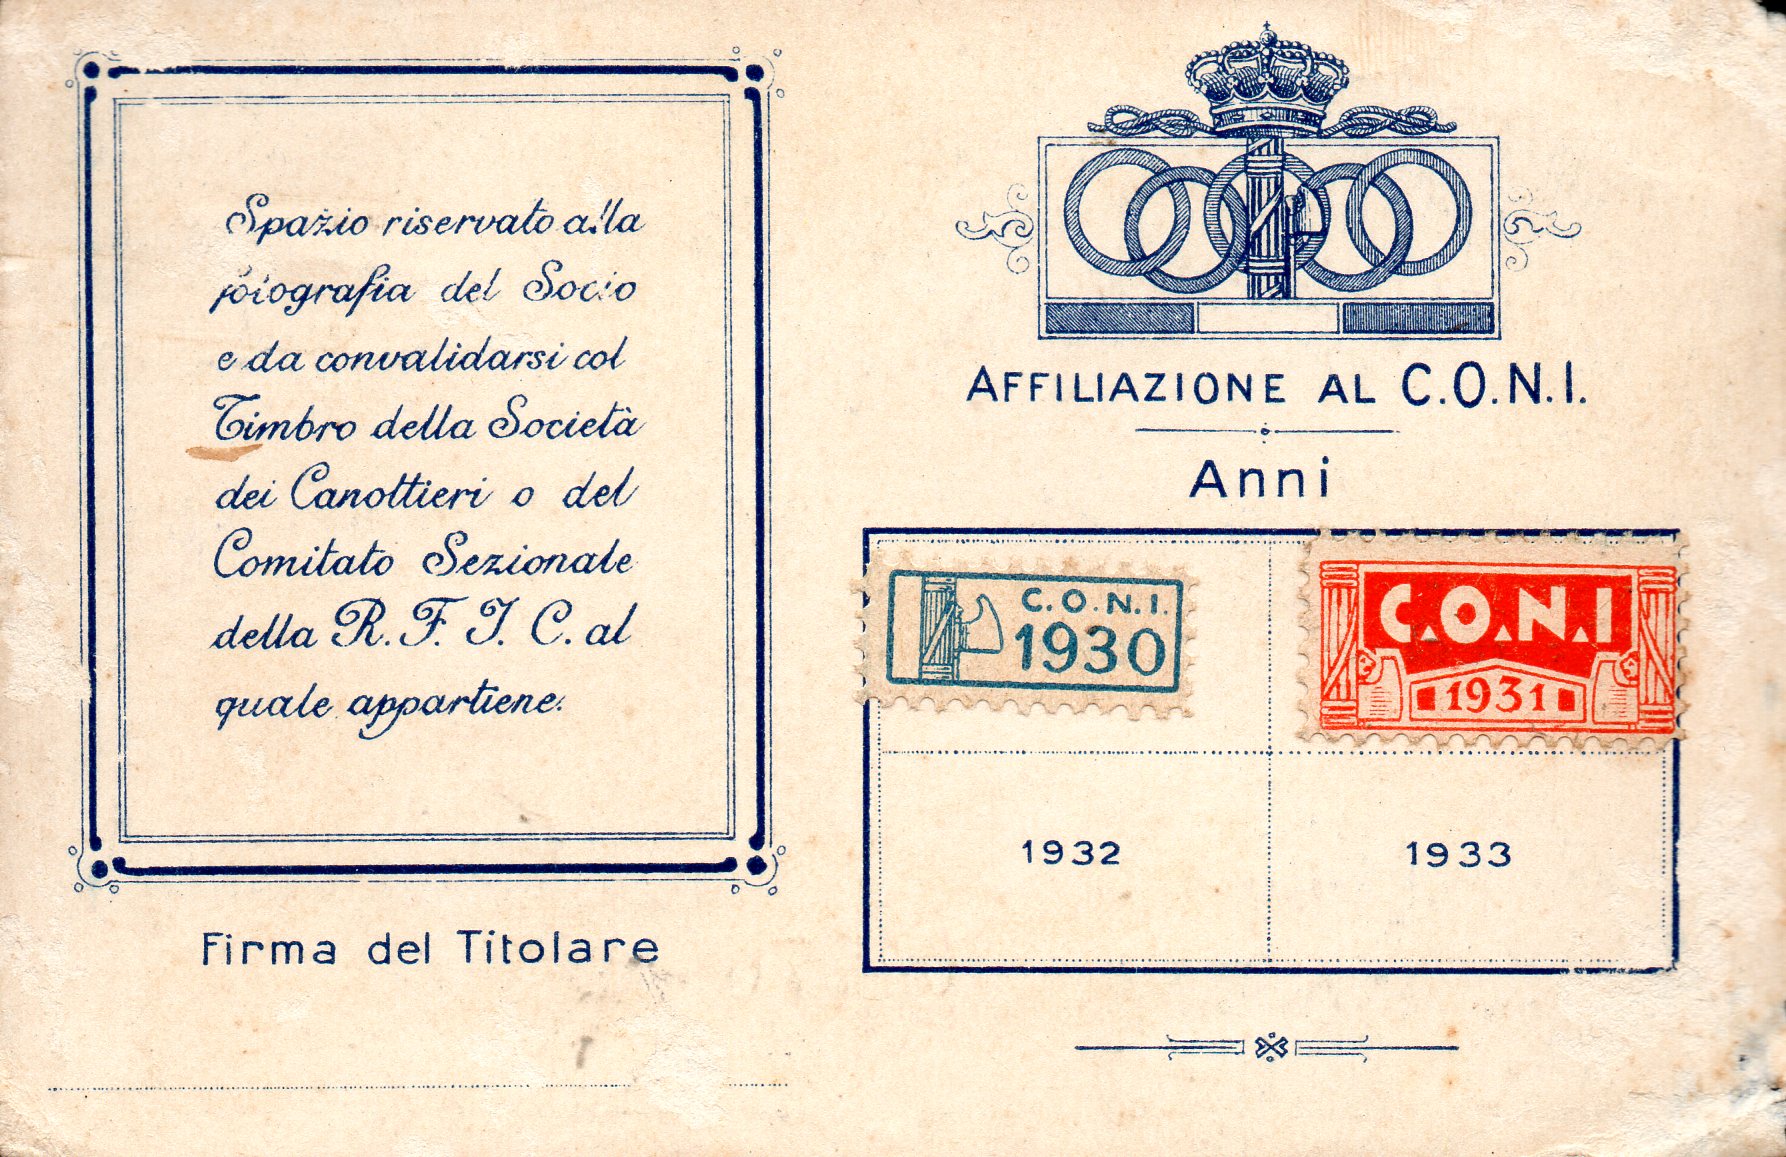 Spazio riservato alla
fotografia del Socio
e da convalidarsi col
Timbro della Società
dei Canottieri o del
Comitato Sezionale
della R. F. I. C. al
quale appartiene.
Firma del Titolare
AFFILIAZIONE AL C.O.N.I.
Anni
C.O.N.I.
1930
C.O.N.I
1931
1932
1933